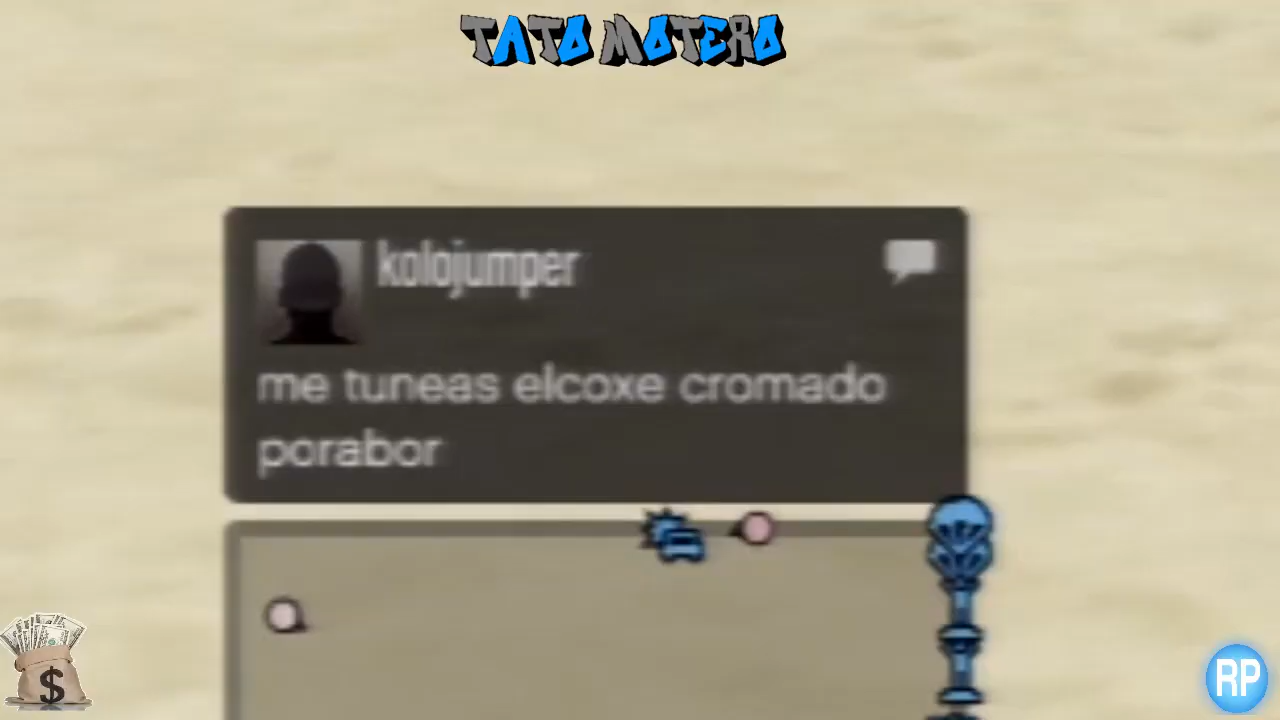 TATO MOTERO
kolojumper
me tuneas elcoxe cromado
porabor
$
RP